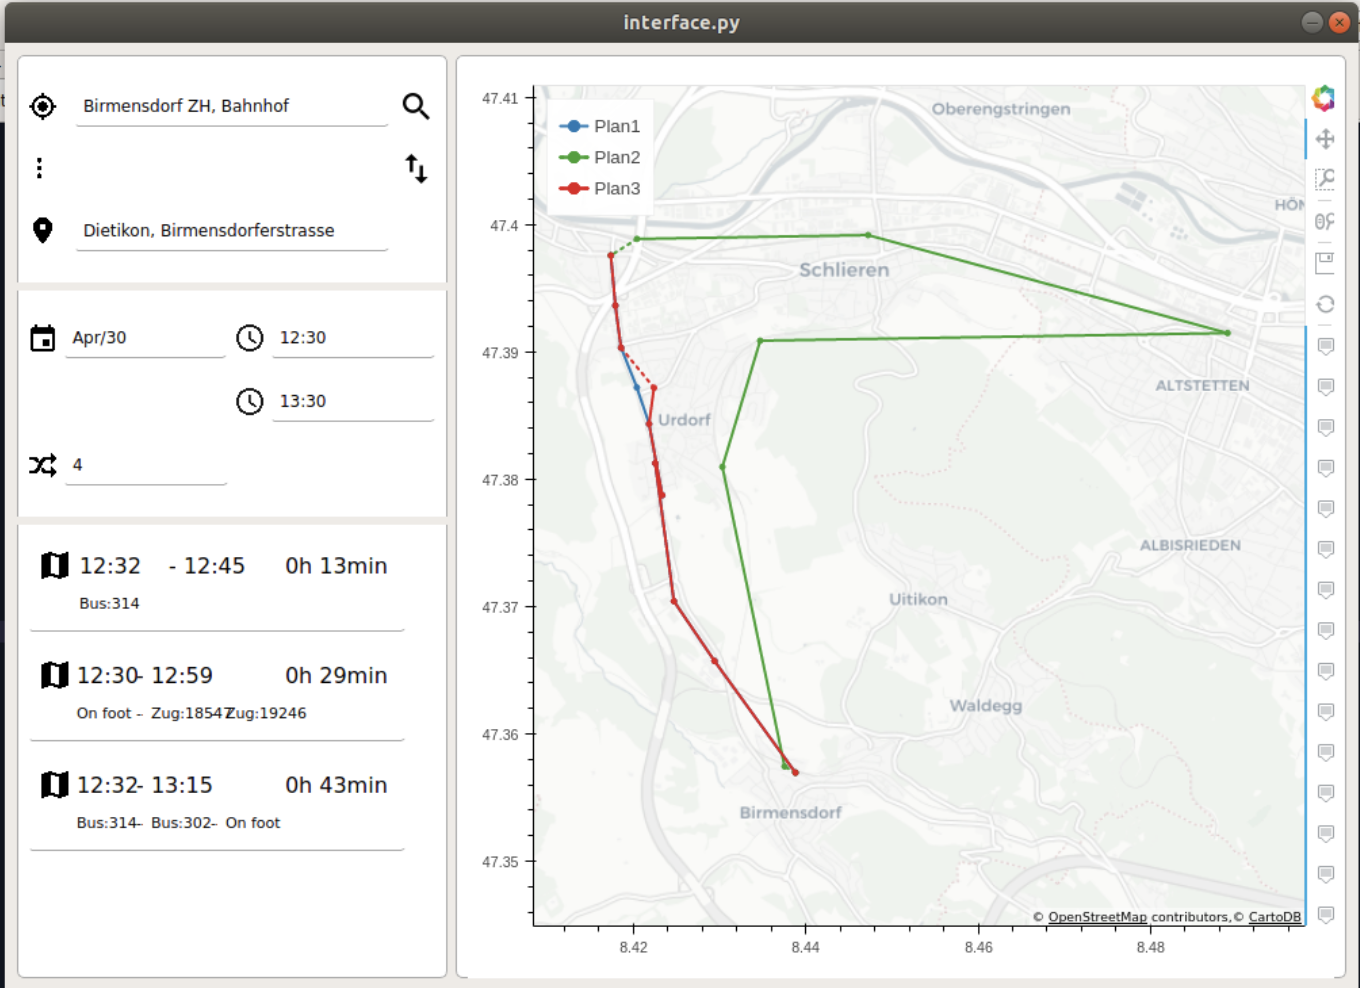 interface.py
Birmensdorf ZH, Bahnhof
Dietikon, Birmensdorferstrasse
Apr/30
12:30
13:30
4
12:32 - 12:45 0h 13min
Bus:314
12:30- 12:59 0h 29min
On foot - Zug:18547Zug:19246
12:32- 13:15 0h 43min
Bus:314- Bus:302- On foot
47.41
47.4
47.39
47.38
47.37
47.36
47.35
Plan1
Plan2
Plan3
Oberengstringen
HÖN
Schlieren
ALTSTETTEN
Urdorf
ALBISRIEDEN
Uitikon
Waldegg
Birmensdorf
© OpenStreetMap contributors,© CartoDB
8.42 8.44 8.46 8.48